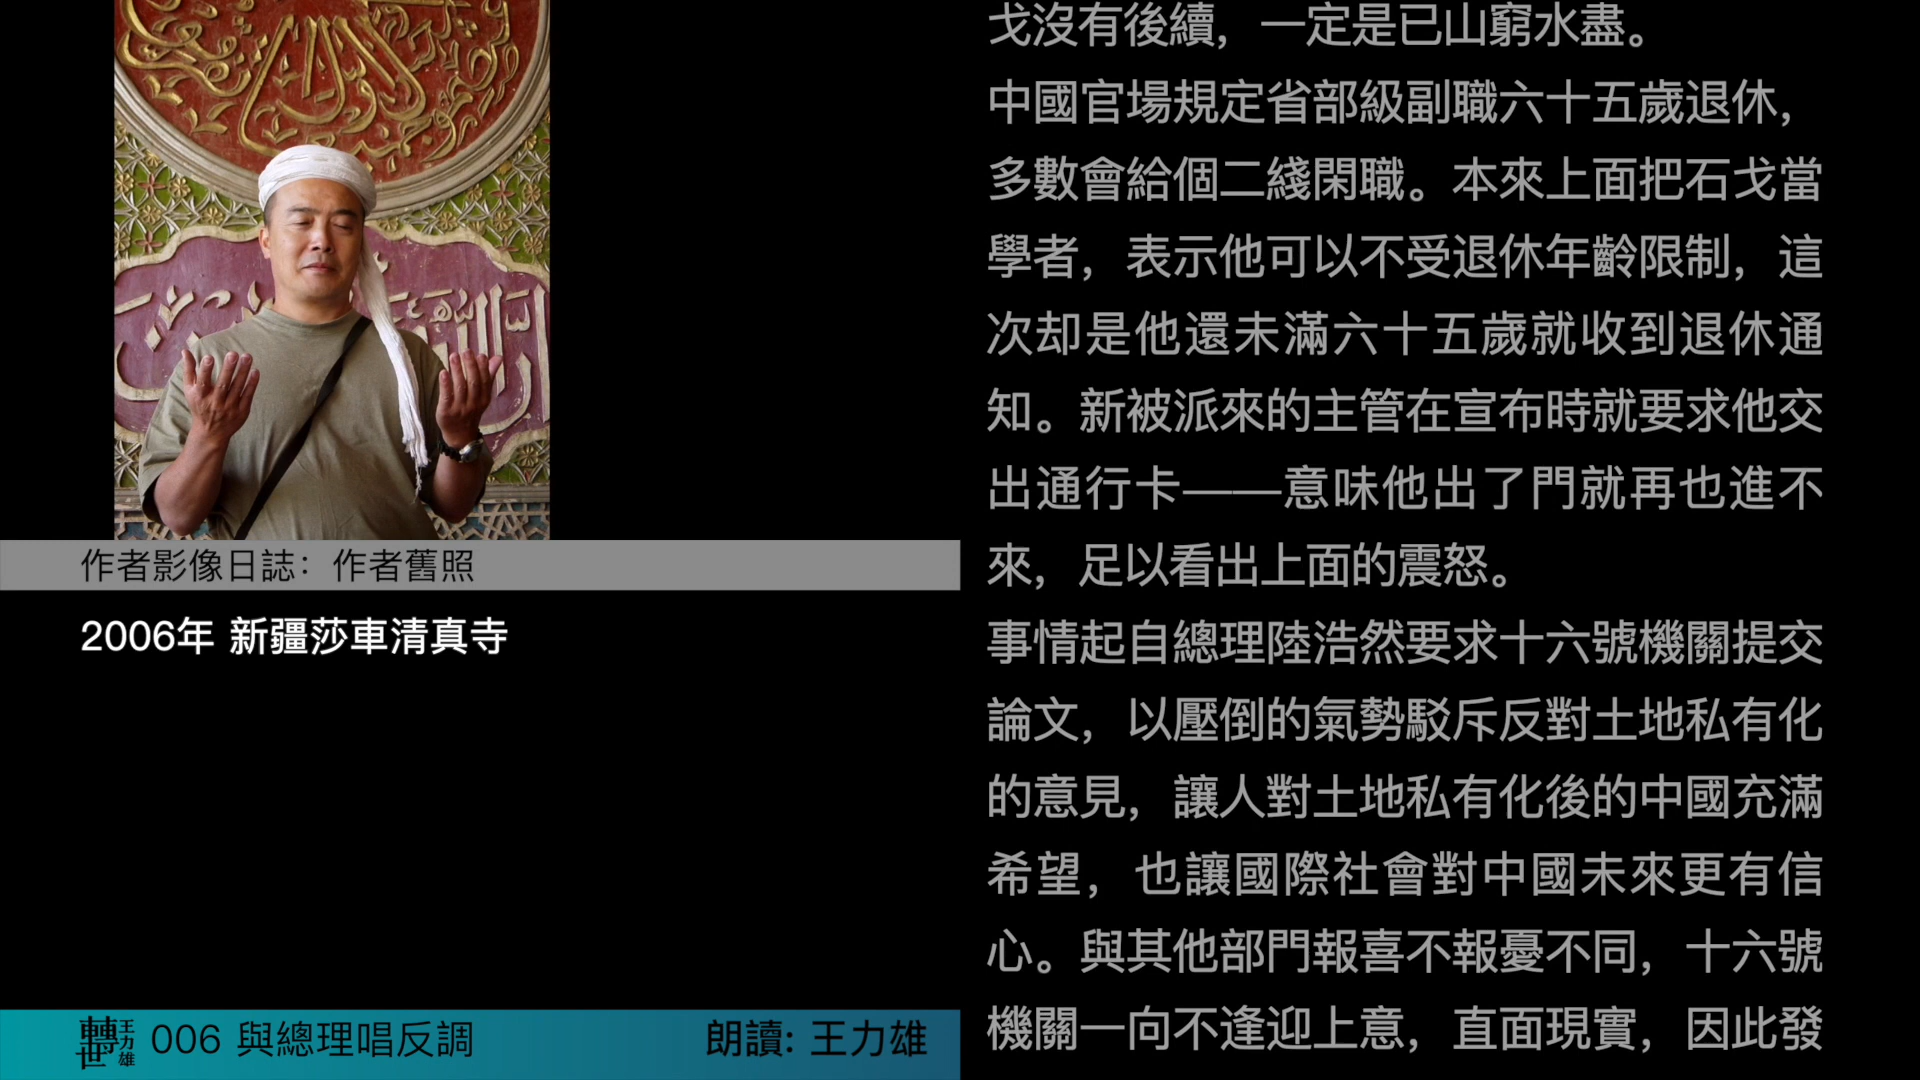 作者影像日誌：作者舊照
2006年 新疆莎車清真寺
轉世
王力雄
006 與總理唱反調
朗讀: 王力雄
戈沒有後續，一定是已山窮水盡。
中國官場規定省部級副職六十五歲退休，
多數會給個二綫閑職。本來上面把石戈當
學者，表示他可以不受退休年齡限制，這
次却是他還未滿六十五歲就收到退休通
知。新被派來的主管在宣布時就要求他交
出通行卡——意味他出了門就再也進不
來，足以看出上面的震怒。
事情起自總理陸浩然要求十六號機關提交
論文，以壓倒的氣勢駁斥反對土地私有化
的意見，讓人對土地私有化後的中國充滿
希望，也讓國際社會對中國未來更有信
心。與其他部門報喜不報憂不同，十六號
機關一向不逢迎上意，直面現實，因此發